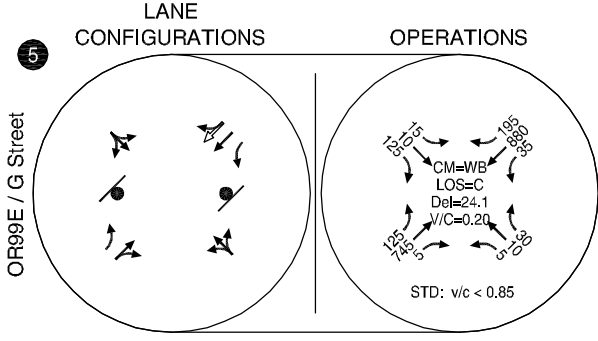 LANE
CONFIGURATIONS
OPERATIONS
5
OR99E / G Street
15
10
125
195
880
35
CM=WB
LOS=C
Del=24.1
V/C=0.20
125
745
5
30
10
5
STD: v/c < 0.85